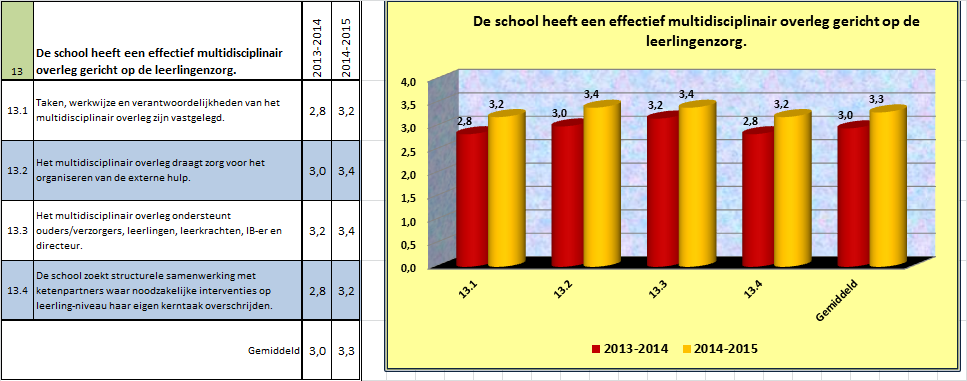 13 De school heeft een effectief multidisciplinair
overleg gericht op de leerlingenzorg.
2013-2014
2014-2015
13.1 Taken, werkwijze en verantwoordelijkheden van het
multidisciplinair overleg zijn vastgelegd.
2,8 3,2
13.2 Het multidisciplinair overleg draagt zorg voor het
organiseren van de externe hulp.
3,0 3,4
13.3 Het multidisciplinair overleg ondersteunt
ouders/verzorgers, leerlingen, leerkrachten, IB-er en
directeur.
3,2 3,4
13.4 De school zoekt structurele samenwerking met
ketenpartners waar noodzakelijke interventies op
leerling-niveau haar eigen kerntaak overschrijden.
2,8 3,2
Gemiddeld 3,0 3,3
De school heeft een effectief multidisciplinair overleg gericht op de
leerlingenzorg.
4,0
3,5
3,0
2,5
2,0
1,5
1,0
0,5
0,0
2,8 3,2 3,0 3,4 3,2 3,4 2,8 3,2 3,0 3,3
13.1 13.2 13.3 13.4 Gemiddeld
2013-2014 2014-2015